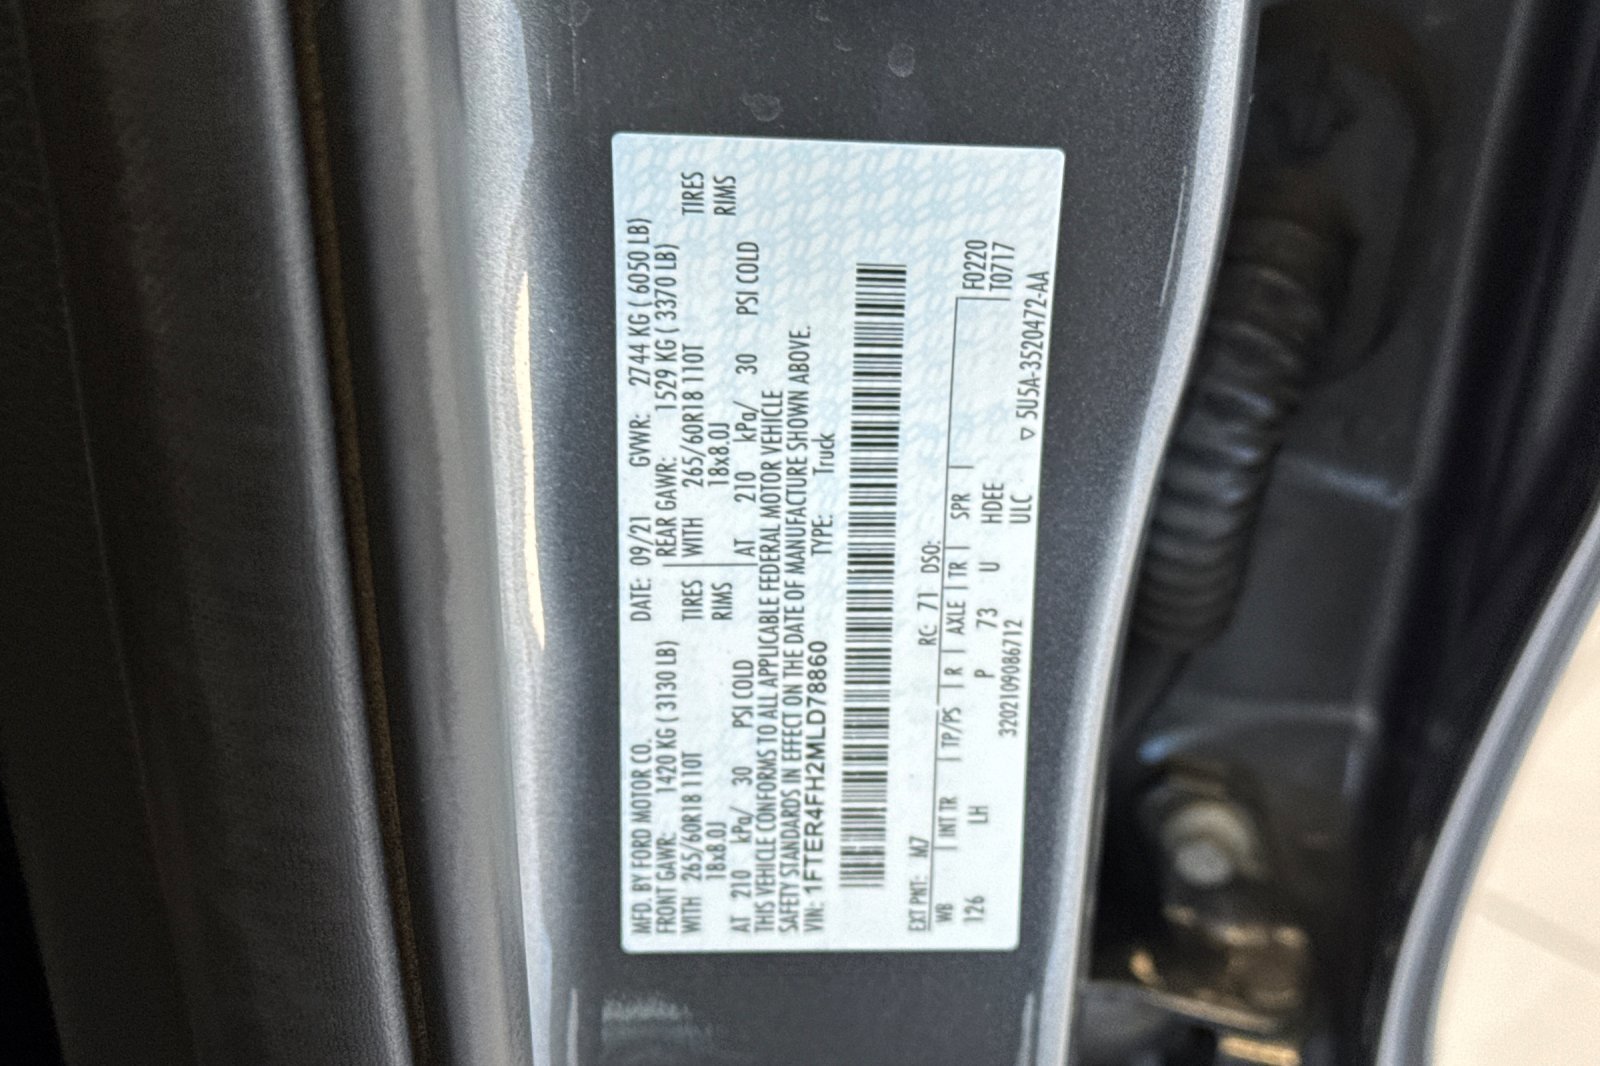 MFD. BY FORD MOTOR CO. DATE: 09/21 GVWR: 2744 KG ( 6050 LB)
FRONT GAWR: 1420 KG ( 3130 LB) REAR GAWR: 1529 KG ( 3370 LB)
WITH 265/60R18 110T TIRES WITH 265/60R18 110T TIRES
18x8.0J RIMS 18x8.0J RIMS
AT 210 kPa/ 30 PSI COLD AT 210 kPa/ 30 PSI COLD
THIS VEHICLE CONFORMS TO ALL APPLICABLE FEDERAL MOTOR VEHICLE
SAFETY STANDARDS IN EFFECT ON THE DATE OF MANUFACTURE SHOWN ABOVE.
VIN: 1FTER4FH2MLD78860 TYPE: Truck
EXT PNT: M7 RC: 71 DSO:
WB INT TR TP/PS R AXLE TR SPR F0220
126 LH P 73 U HDEE T0717
3202109086712 ULC ▽ 5U5A-3520472-AA